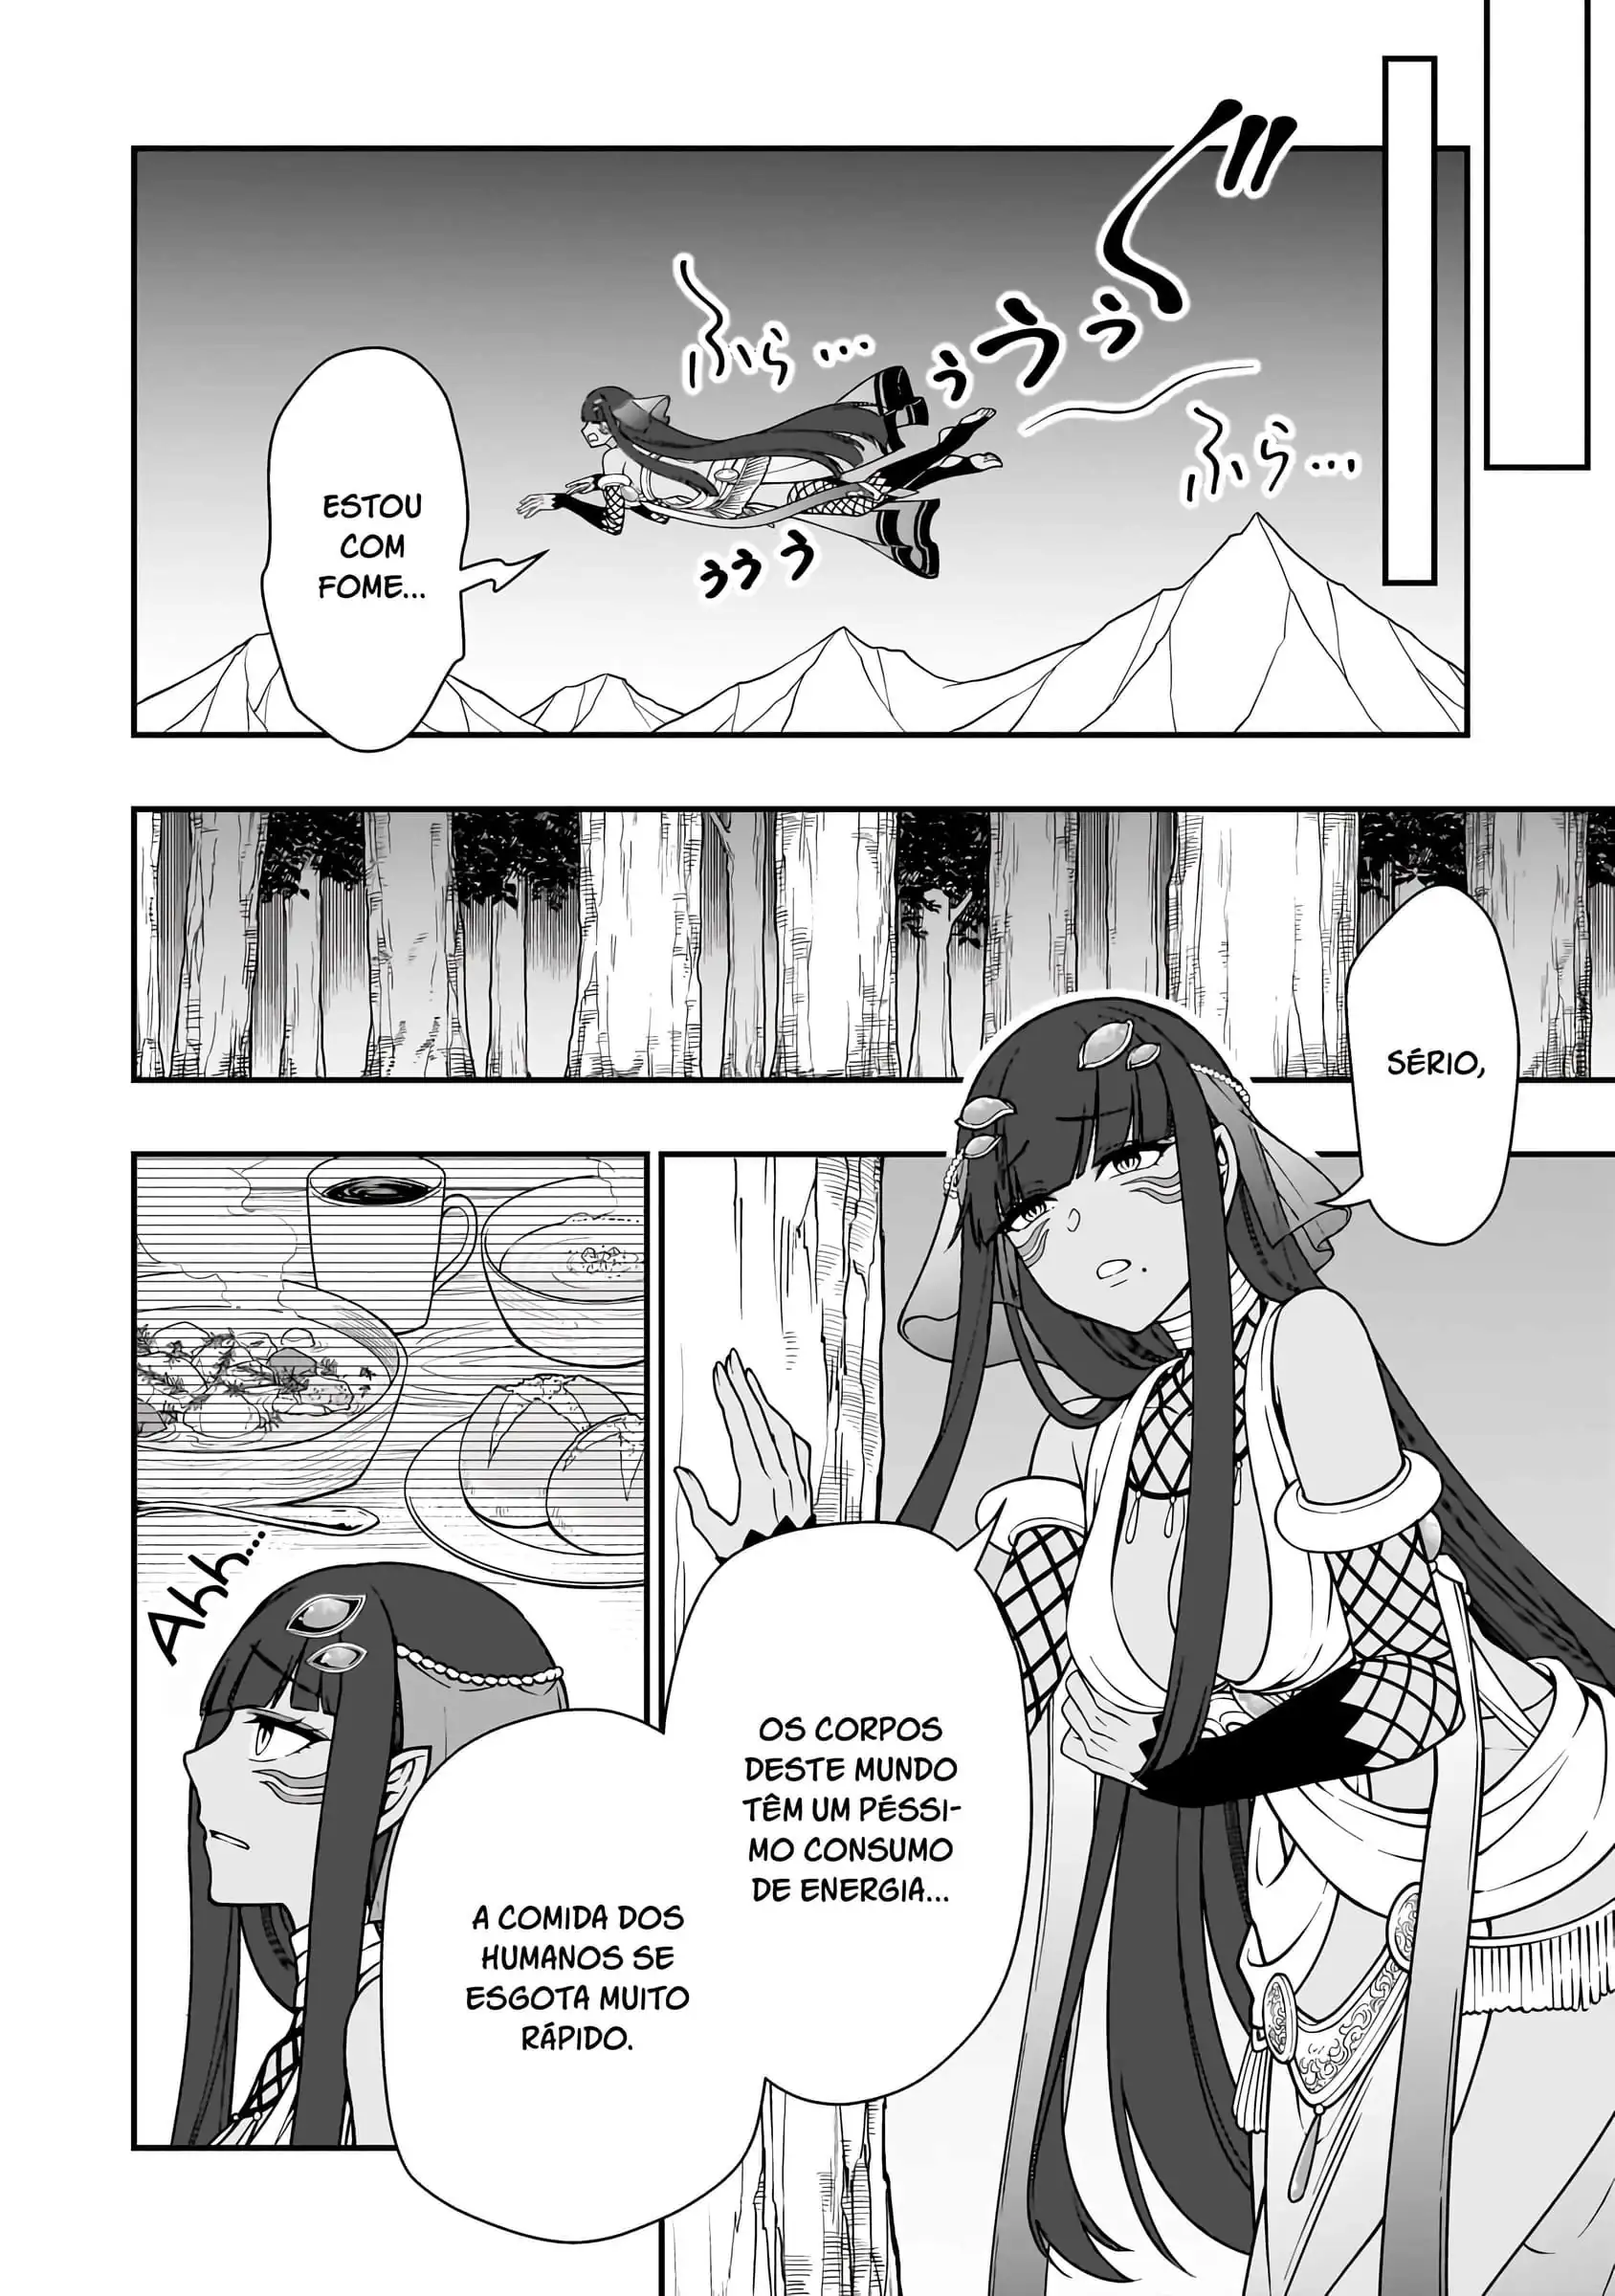 ぐうううううう
ふら…
ふら…
ESTOU
COM
FOME...
SÉRIO,
OS CORPOS
DESTE MUNDO
TÊM UM PÉSSI-
MO CONSUMO
DE ENERGIA...
A COMIDA DOS
HUMANOS SE
ESGOTA MUITO
RÁPIDO.
Ahh...